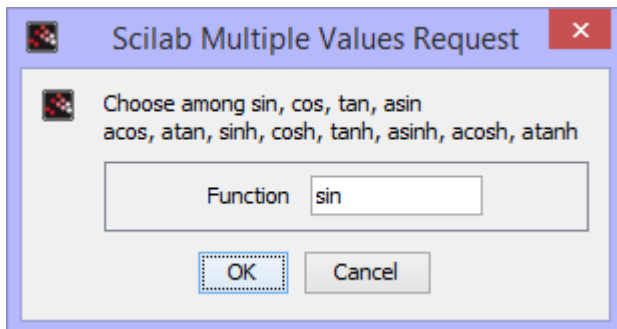 Scilab Multiple Values Request
Choose among sin, cos, tan, asin
acos, atan, sinh, cosh, tanh, asinh, acosh, atanh
Function sin
OK Cancel